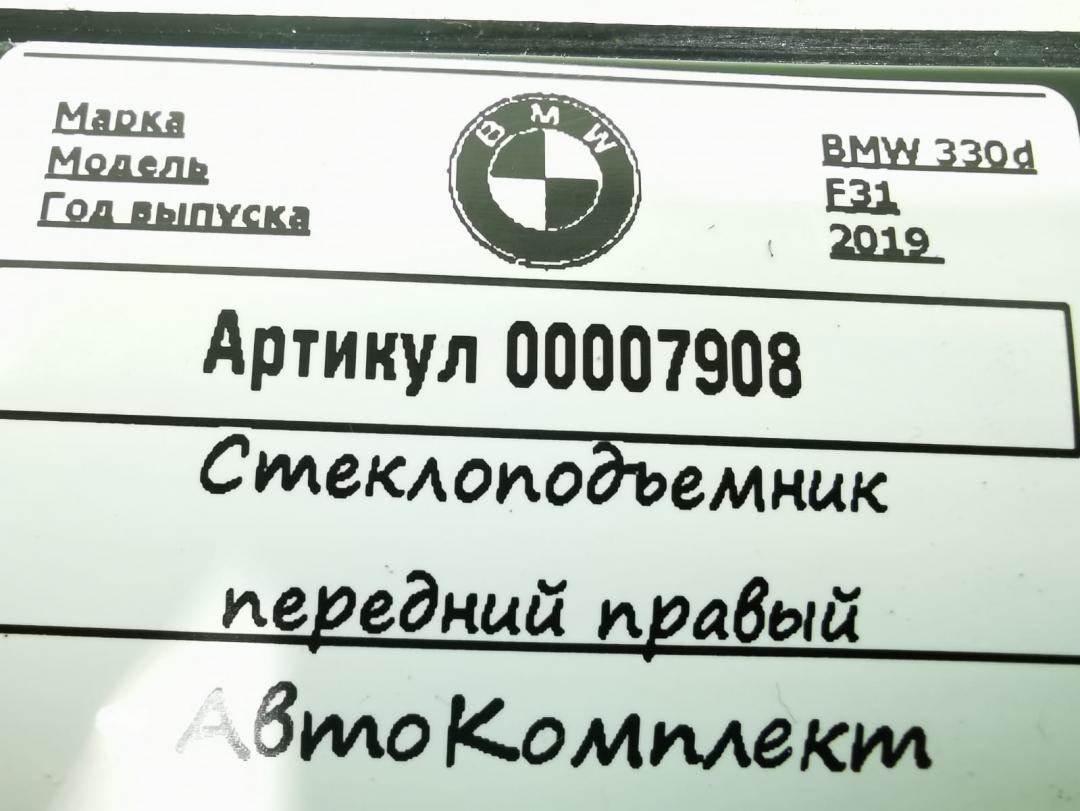 Марка BMW 330d
Модель F31
Год выпуска 2019
BMW
Артикул 00007908
Стеклоподъемник
передний правый
АвтоКомплект